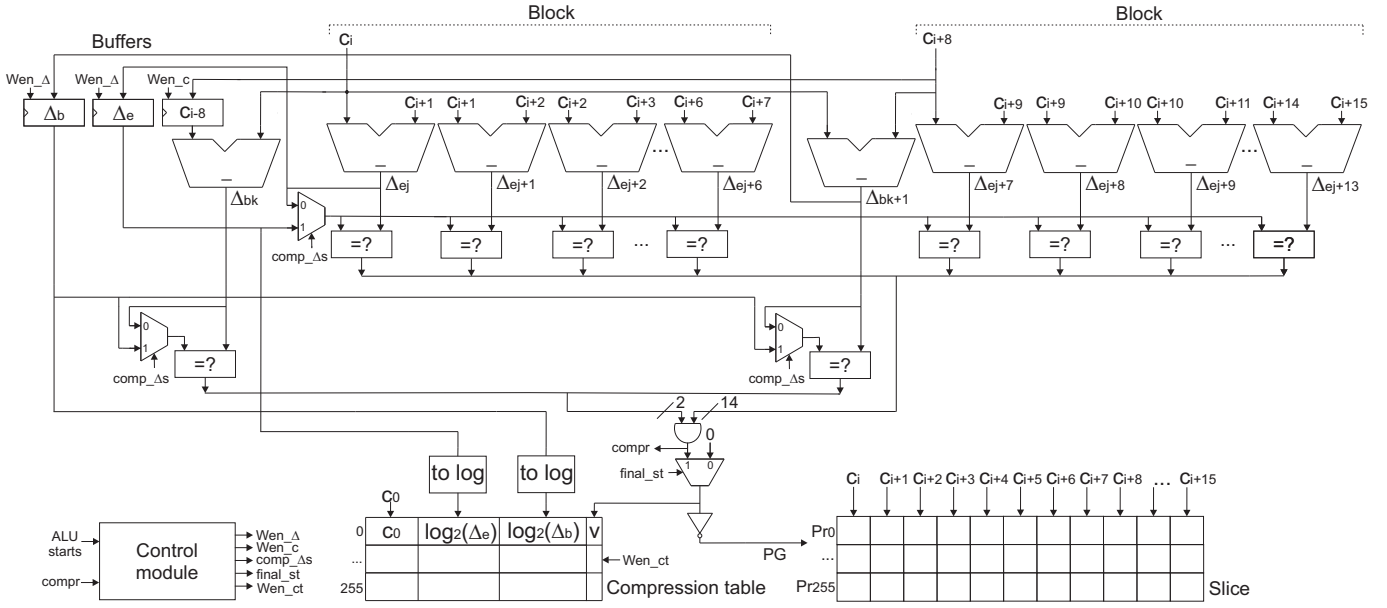 Block Block
Buffers Ci Ci+8
Wen_Δ Wen_Δ Wen_c
Δb Δe Ci-8 Ci+1 Ci+1 Ci+2 Ci+2 Ci+3 Ci+6 Ci+7 Ci+9 Ci+9 Ci+10 Ci+10 Ci+11 Ci+14 Ci+15
– – – – ... – – – – – ... –
Δbk Δej Δej+1 Δej+2 Δej+6 Δbk+1 Δej+7 Δej+8 Δej+9 Δej+13
0
1
=? =? =? ... =? =? =? =? ... =?
comp_Δs
0 0
1 1
=? =?
comp_Δs comp_Δs
2 14
compr 0
1 0
to log to log final_st
C0 Ci Ci+1 Ci+2 Ci+3 Ci+4 Ci+5 Ci+6 Ci+7 Ci+8 ... Ci+15
0 C0 log2(Δe) log2(Δb) v Pr0
ALU starts Control module Wen_Δ
Wen_c
comp_Δs
final_st
Wen_ct
compr
... Wen_ct PG ...
255 Compression table Pr255 Slice